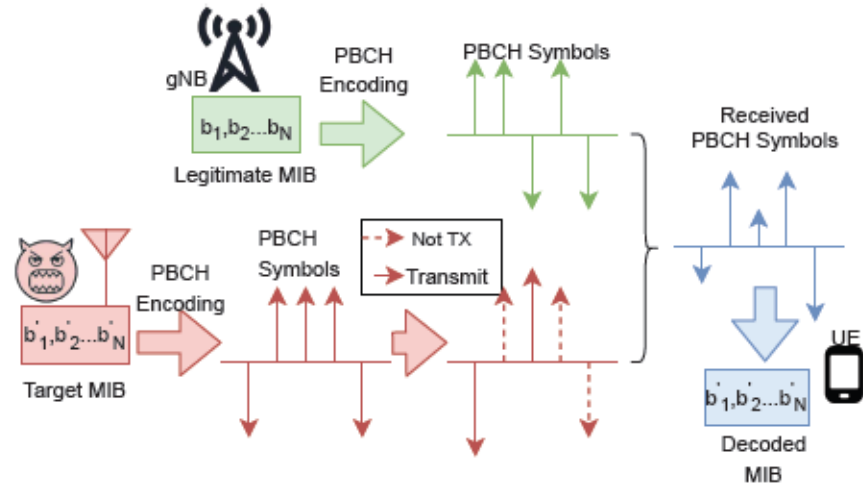 gNB
PBCH
Encoding
PBCH Symbols
b1,b2...bN
Legitimate MIB
Received
PBCH Symbols
PBCH
Symbols
Not TX
Transmit
PBCH
Encoding
b'1,b'2...b'N
Target MIB
UE
b'1,b'2...b'N
Decoded
MIB